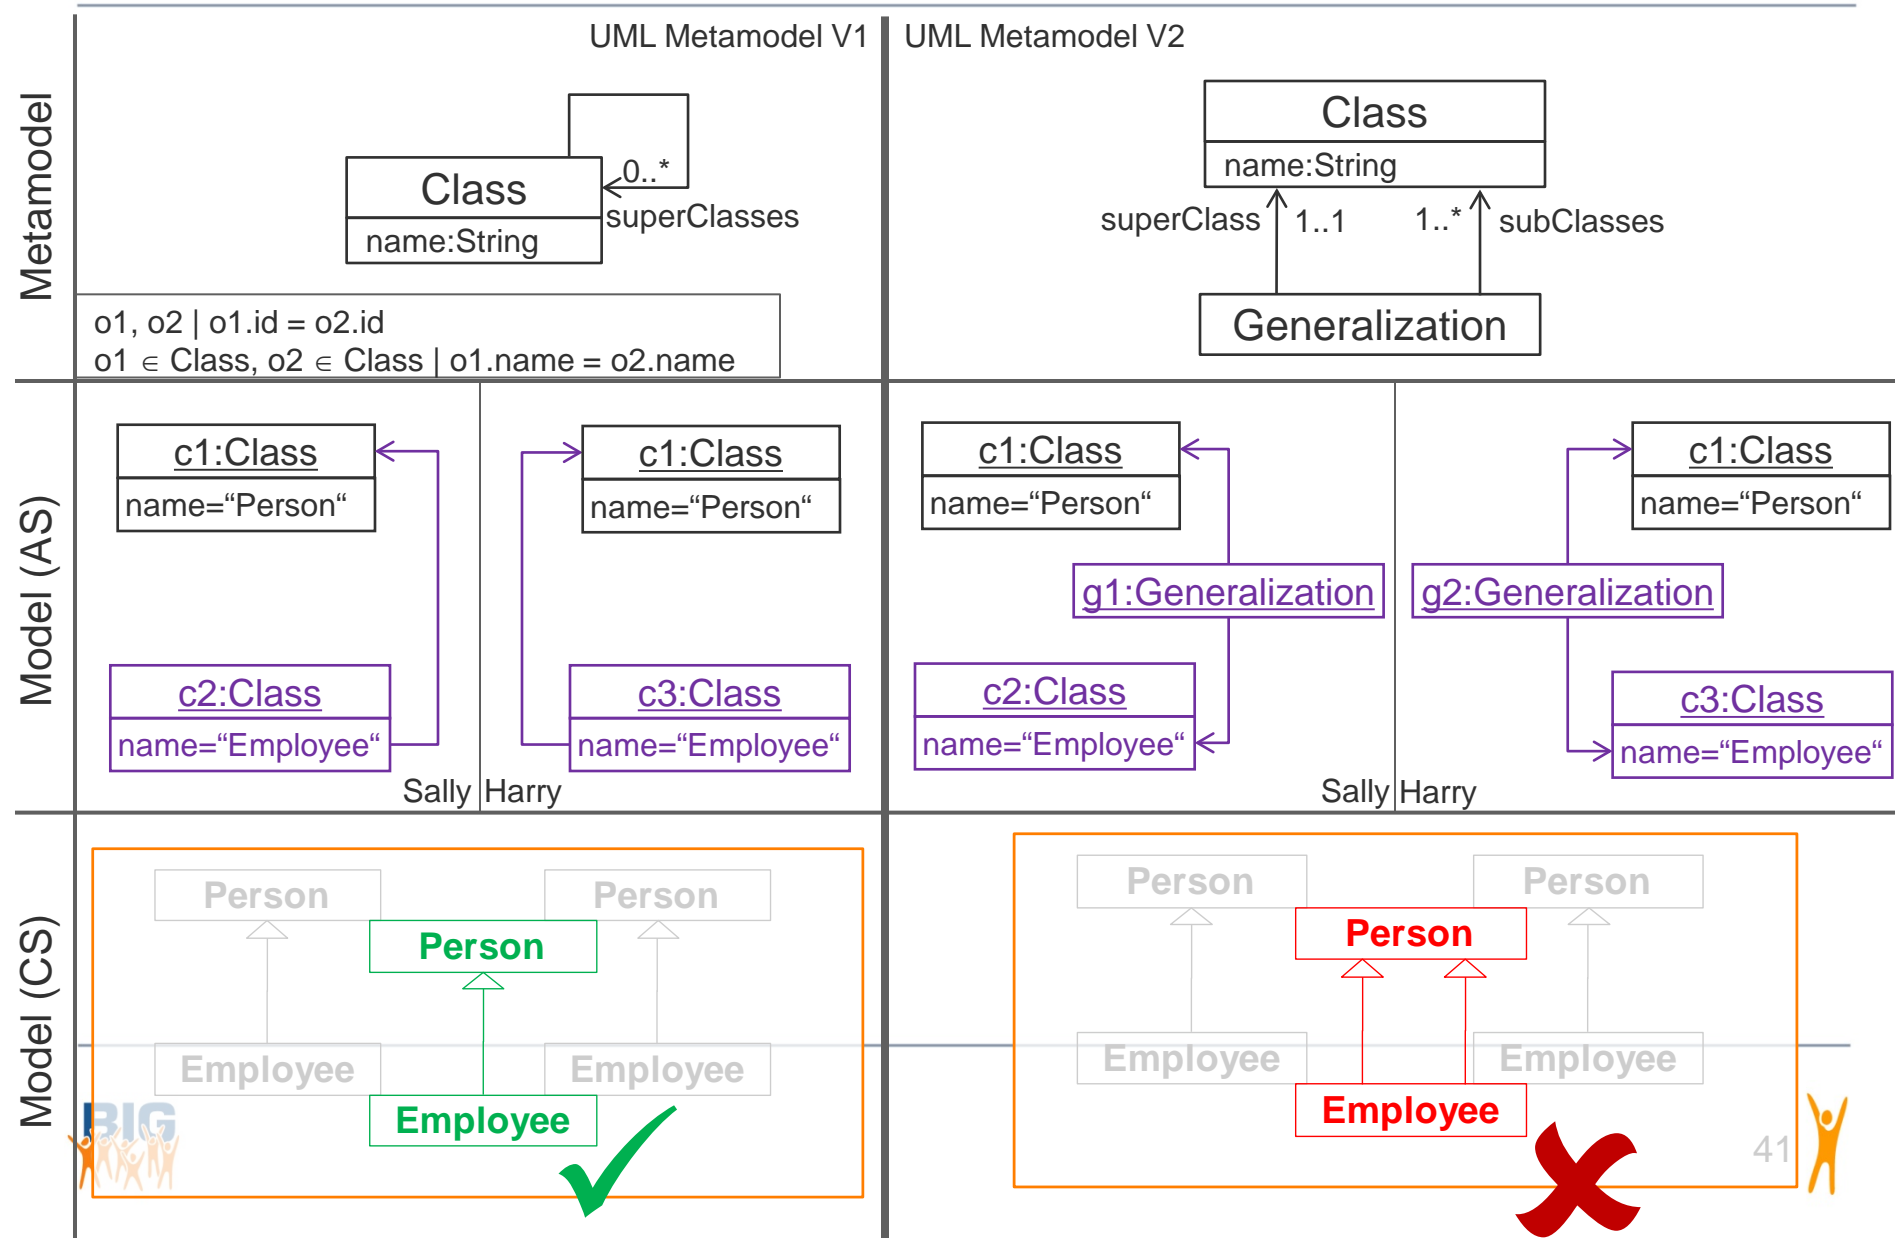 UML Metamodel V1
UML Metamodel V2
Metamodel
Class
name:String
0..*
superClasses
o1, o2 | o1.id = o2.id
o1 ∈ Class, o2 ∈ Class | o1.name = o2.name
Class
name:String
superClass
1..1
1..*
subClasses
Generalization
Model (AS)
c1:Class
name=“Person“
c2:Class
name=“Employee“
Sally
c1:Class
name=“Person“
c3:Class
name=“Employee“
Harry
c1:Class
name=“Person“
g1:Generalization
c2:Class
name=“Employee“
Sally
c1:Class
name=“Person“
g2:Generalization
c3:Class
name=“Employee“
Harry
Model (CS)
Person
Person
Person
Employee
Employee
Employee
Person
Person
Person
Employee
Employee
Employee
BIG
41